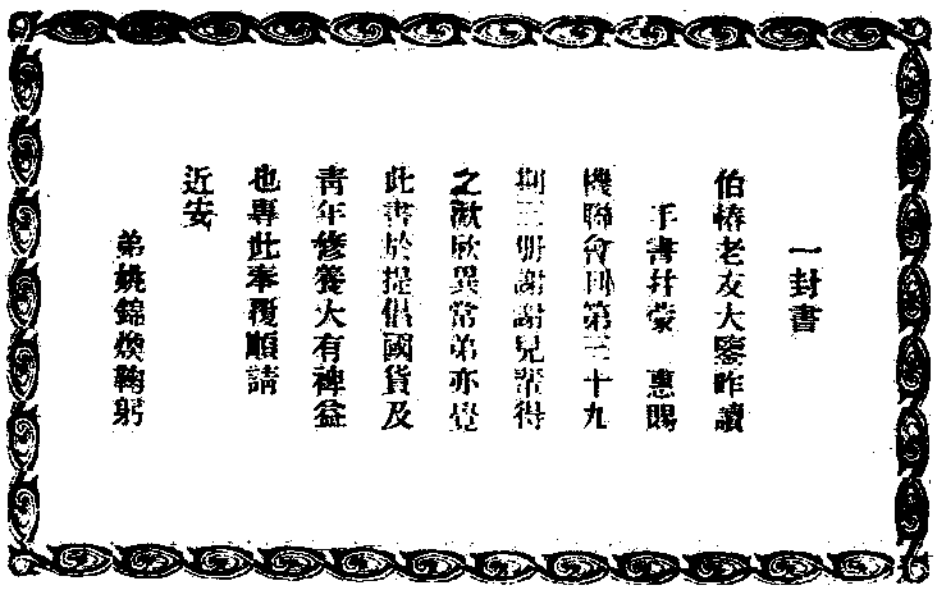 一封書
伯椿老友大鑒昨讀
手書幷蒙　惠賜
機聯會刊第三十九
期三册謝謝兒輩得
之歡欣異常弟亦覺
此書於提倡國貨及
靑年修養大有裨益
也專此奉覆順請
近安
弟姚錦煥鞠躬